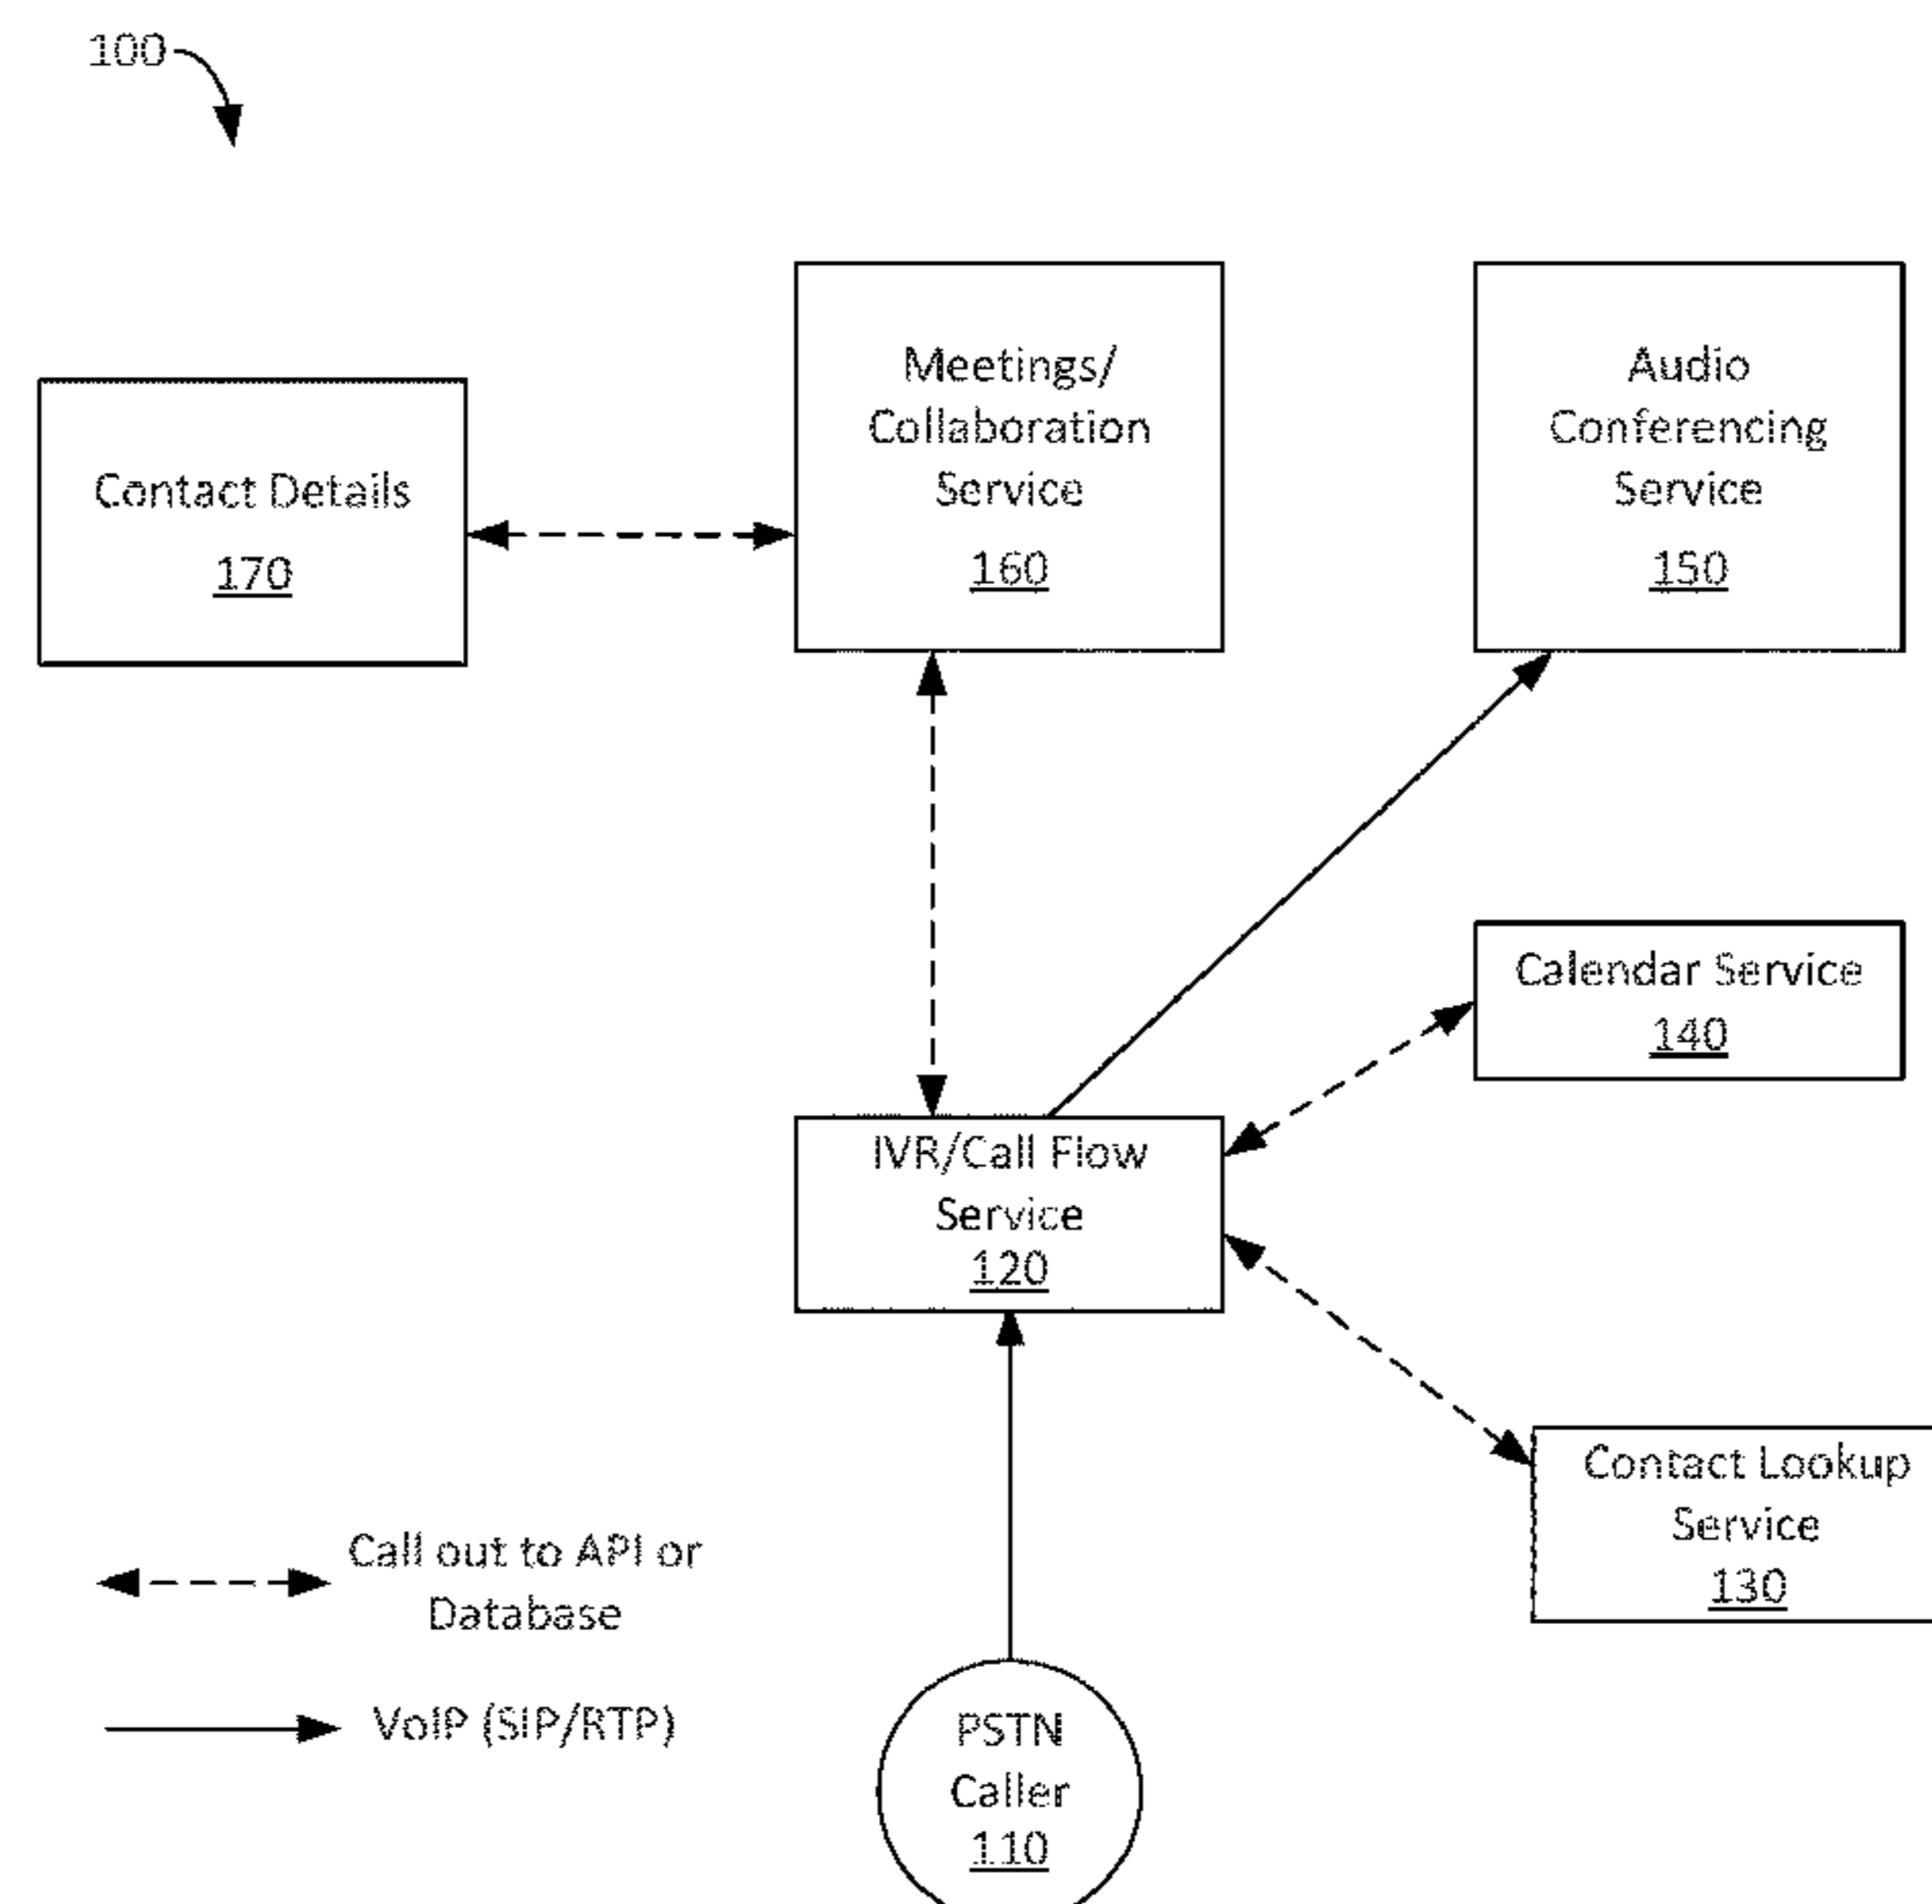 100
Meetings/
Collaboration
Service
160
Audio
Conferencing
Service
150
Contact Details
170
Calendar Service
140
IVR/Call Flow
Service
120
Contact Lookup
Service
130
Call out to API or
Database
VoIP (SIP/RTP)
PSTN
Caller
110